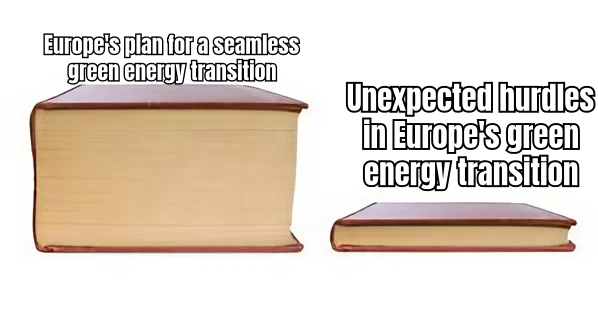 Europe's plan for a seamless
green energy transition
Unexpected hurdles
in Europe's green
energy transition